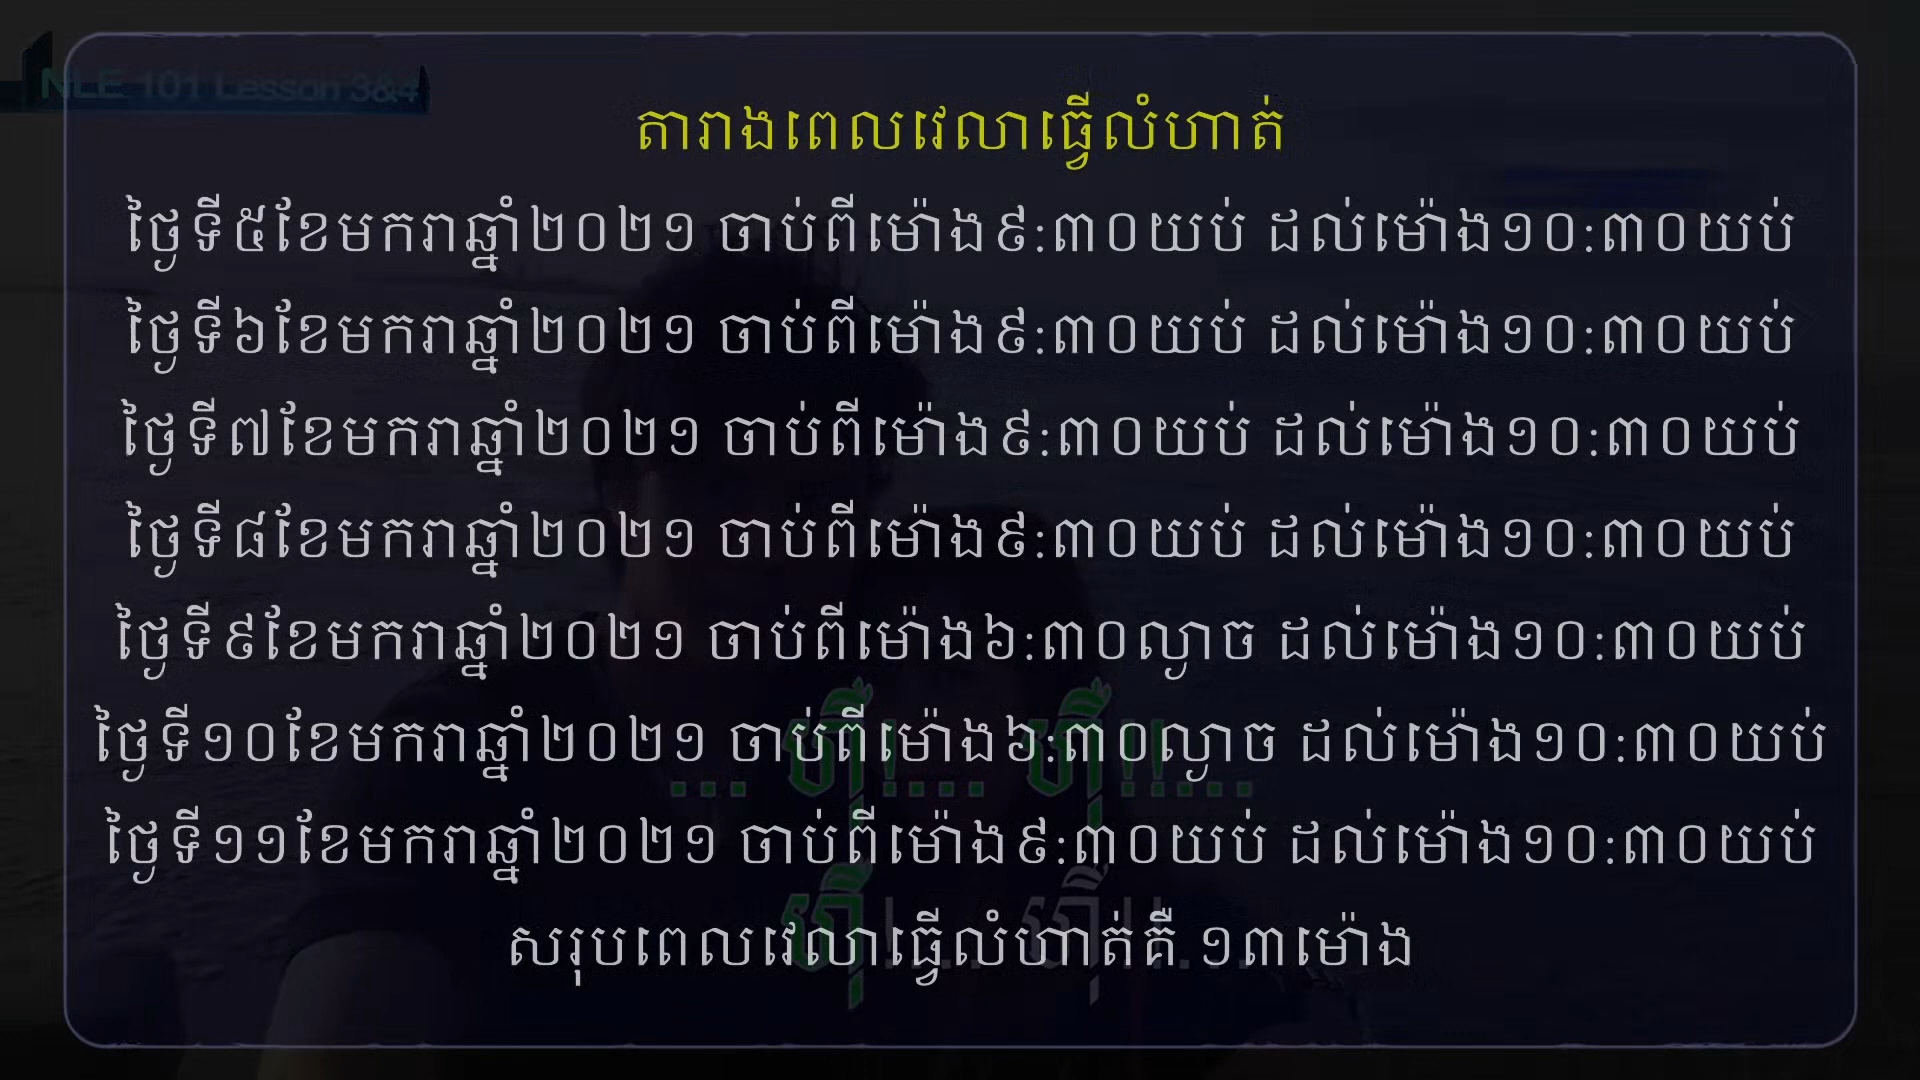 NLE 101 Lesson 3&4
តារាងពេលវេលាធ្វើលំហាត់
ថ្ងៃទី៥ខែមករាឆ្នាំ២០២១ ចាប់ពីម៉ោង៩:៣០យប់ ដល់ម៉ោង១០:៣០យប់
ថ្ងៃទី៦ខែមករាឆ្នាំ២០២១ ចាប់ពីម៉ោង៩:៣០យប់ ដល់ម៉ោង១០:៣០យប់
ថ្ងៃទី៧ខែមករាឆ្នាំ២០២១ ចាប់ពីម៉ោង៩:៣០យប់ ដល់ម៉ោង១០:៣០យប់
ថ្ងៃទី៨ខែមករាឆ្នាំ២០២១ ចាប់ពីម៉ោង៩:៣០យប់ ដល់ម៉ោង១០:៣០យប់
ថ្ងៃទី៩ខែមករាឆ្នាំ២០២១ ចាប់ពីម៉ោង៦:៣០ល្ងាច ដល់ម៉ោង១០:៣០យប់
ថ្ងៃទី១០ខែមករាឆ្នាំ២០២១ ចាប់ពីម៉ោង៦:៣០ល្ងាច ដល់ម៉ោង១០:៣០យប់
ថ្ងៃទី១១ខែមករាឆ្នាំ២០២១ ចាប់ពីម៉ោង៩:៣០យប់ ដល់ម៉ោង១០:៣០យប់
សរុបពេលវេលាធ្វើលំហាត់គឺ ១៣ម៉ោង